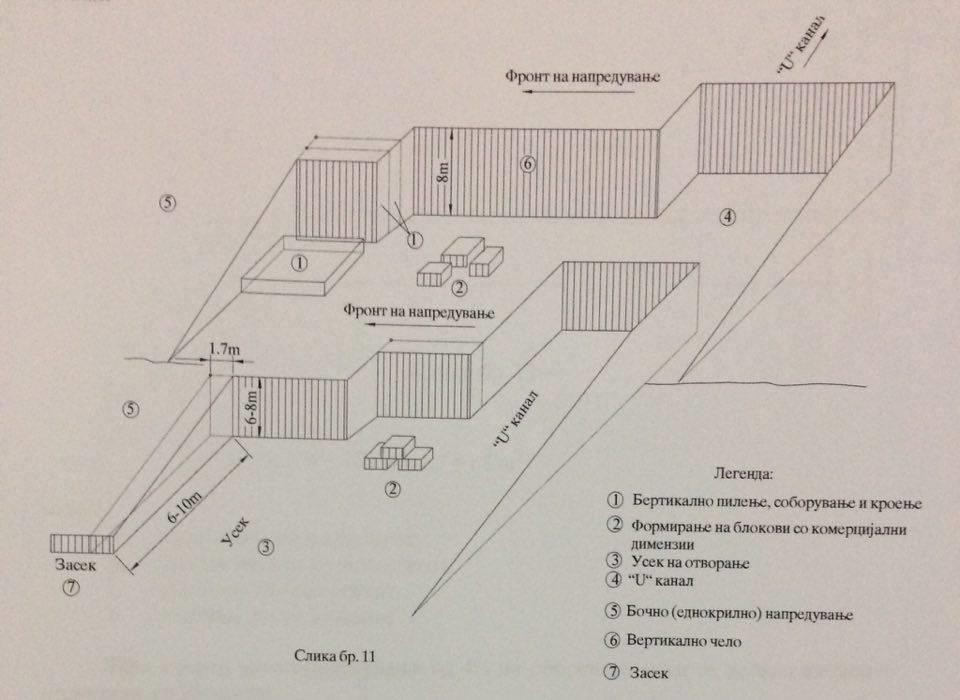 “U“ канал
Фронт на напредување
⑥
8m
⑤
④
①
①
②
Фронт на напредување
1.7m
⑤
6-8m
“U“ канал
②
6-10m
Усек
③
Засек
⑦
Легенда:
① Бертикално пилење, соборување и кроење
② Формирање на блокови со комерцијални
димензии
③ Усек на отворање
④ “U“ канал
⑤ Бочно (еднокрилно) напредување
⑥ Вертикално чело
⑦ Засек
Слика бр. 11